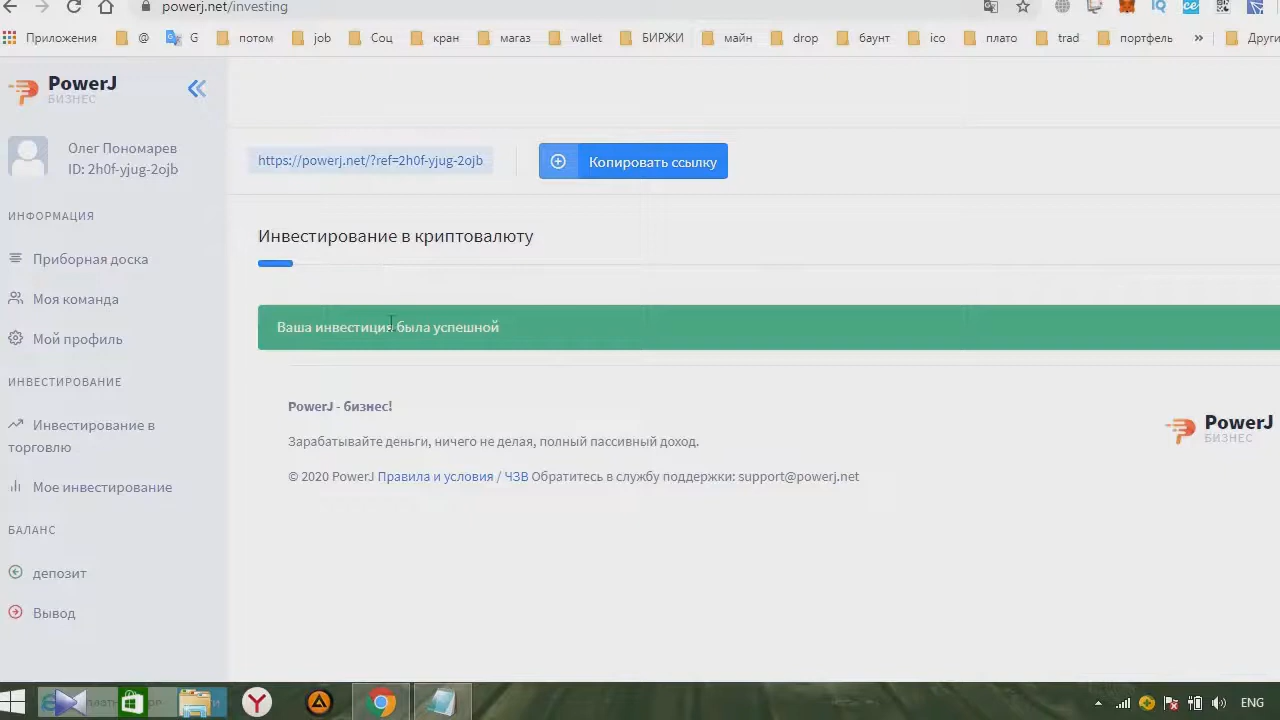 powerj.net/investing
Приложения @ G потом job Соц кран магаз wallet БИРЖИ майн drop баунт ico плато trad портфель » Други
PowerJ
БИЗНЕС
Олег Пономарев
ID: 2h0f-yjug-2ojb
https://powerj.net/?ref=2h0f-yjug-2ojb
Копировать ссылку
ИНФОРМАЦИЯ
Приборная доска
Моя команда
Мой профиль
ИНВЕСТИРОВАНИЕ
Инвестирование в
торговлю
Мое инвестирование
БАЛАНС
депозит
Вывод
Инвестирование в криптовалюту
Ваша инвестиция была успешной
PowerJ - бизнес!
Зарабатывайте деньги, ничего не делая, полный пассивный доход.
© 2020 PowerJ Правила и условия / ЧЗВ Обратитесь в службу поддержки: support@powerj.net
PowerJ
БИЗНЕС
ENG